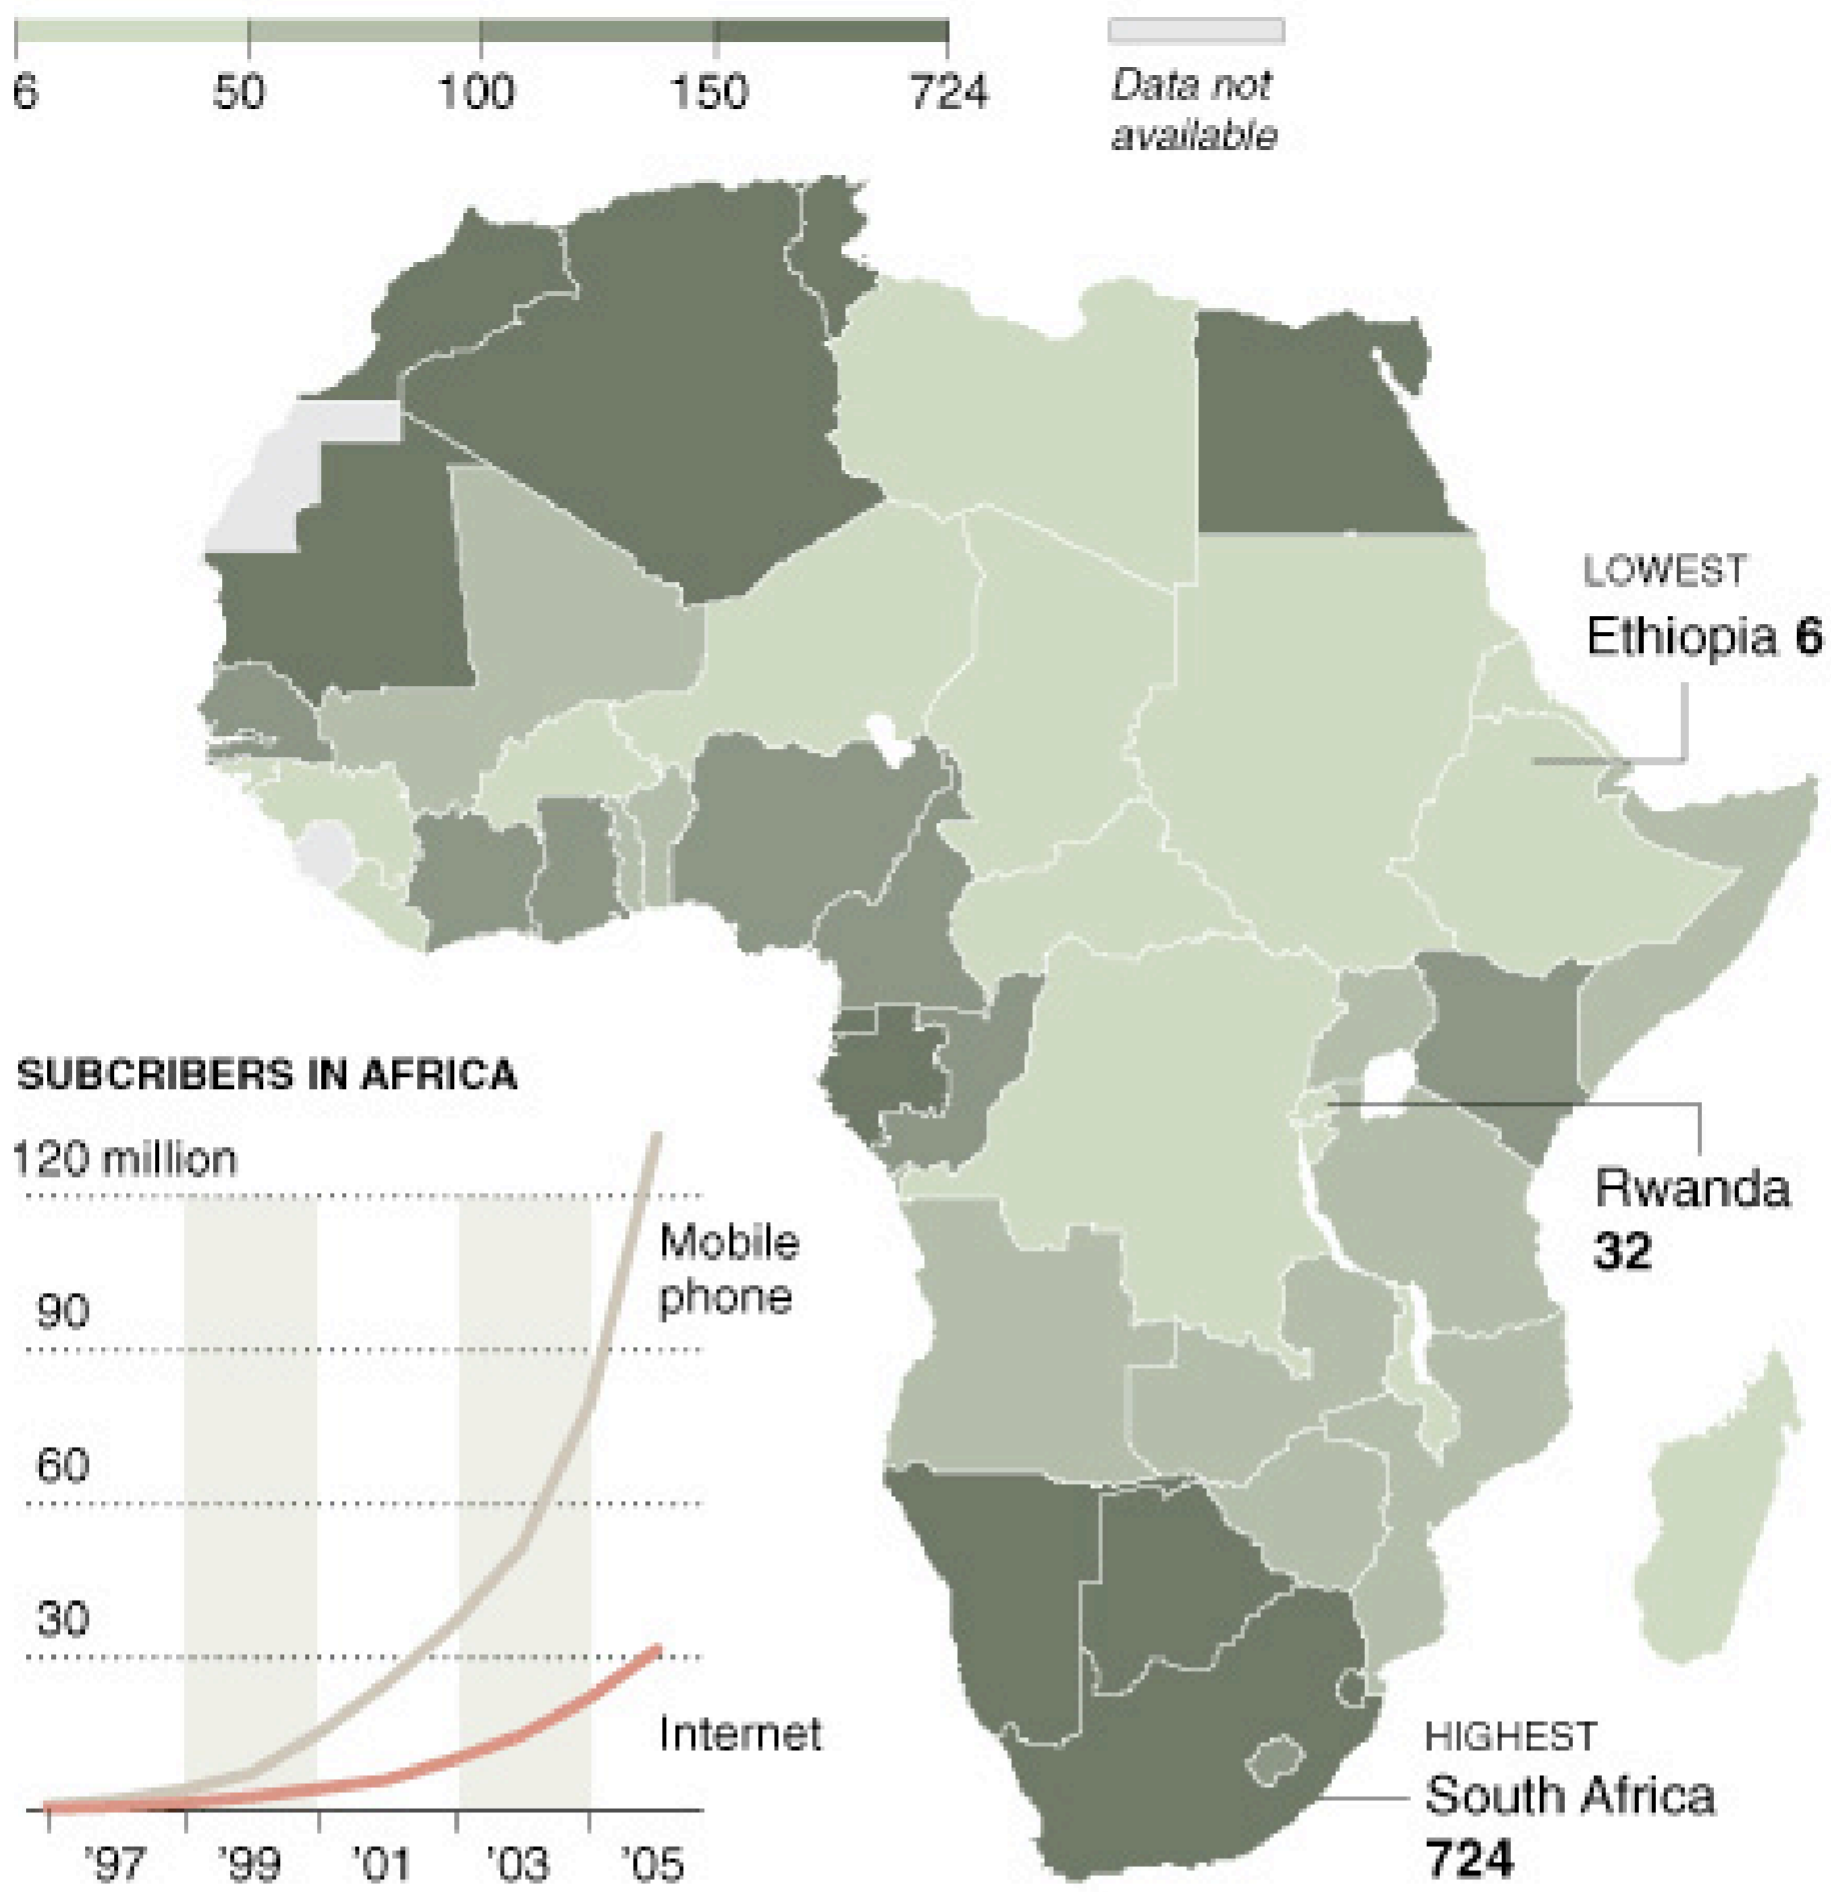 6 50 100 150 724
Data not
available
LOWEST
Ethiopia 6
Rwanda
32
HIGHEST
South Africa
724
SUBCRIBERS IN AFRICA
120 million
90
60
30
Mobile
phone
Internet
'97 '99 '01 '03 '05